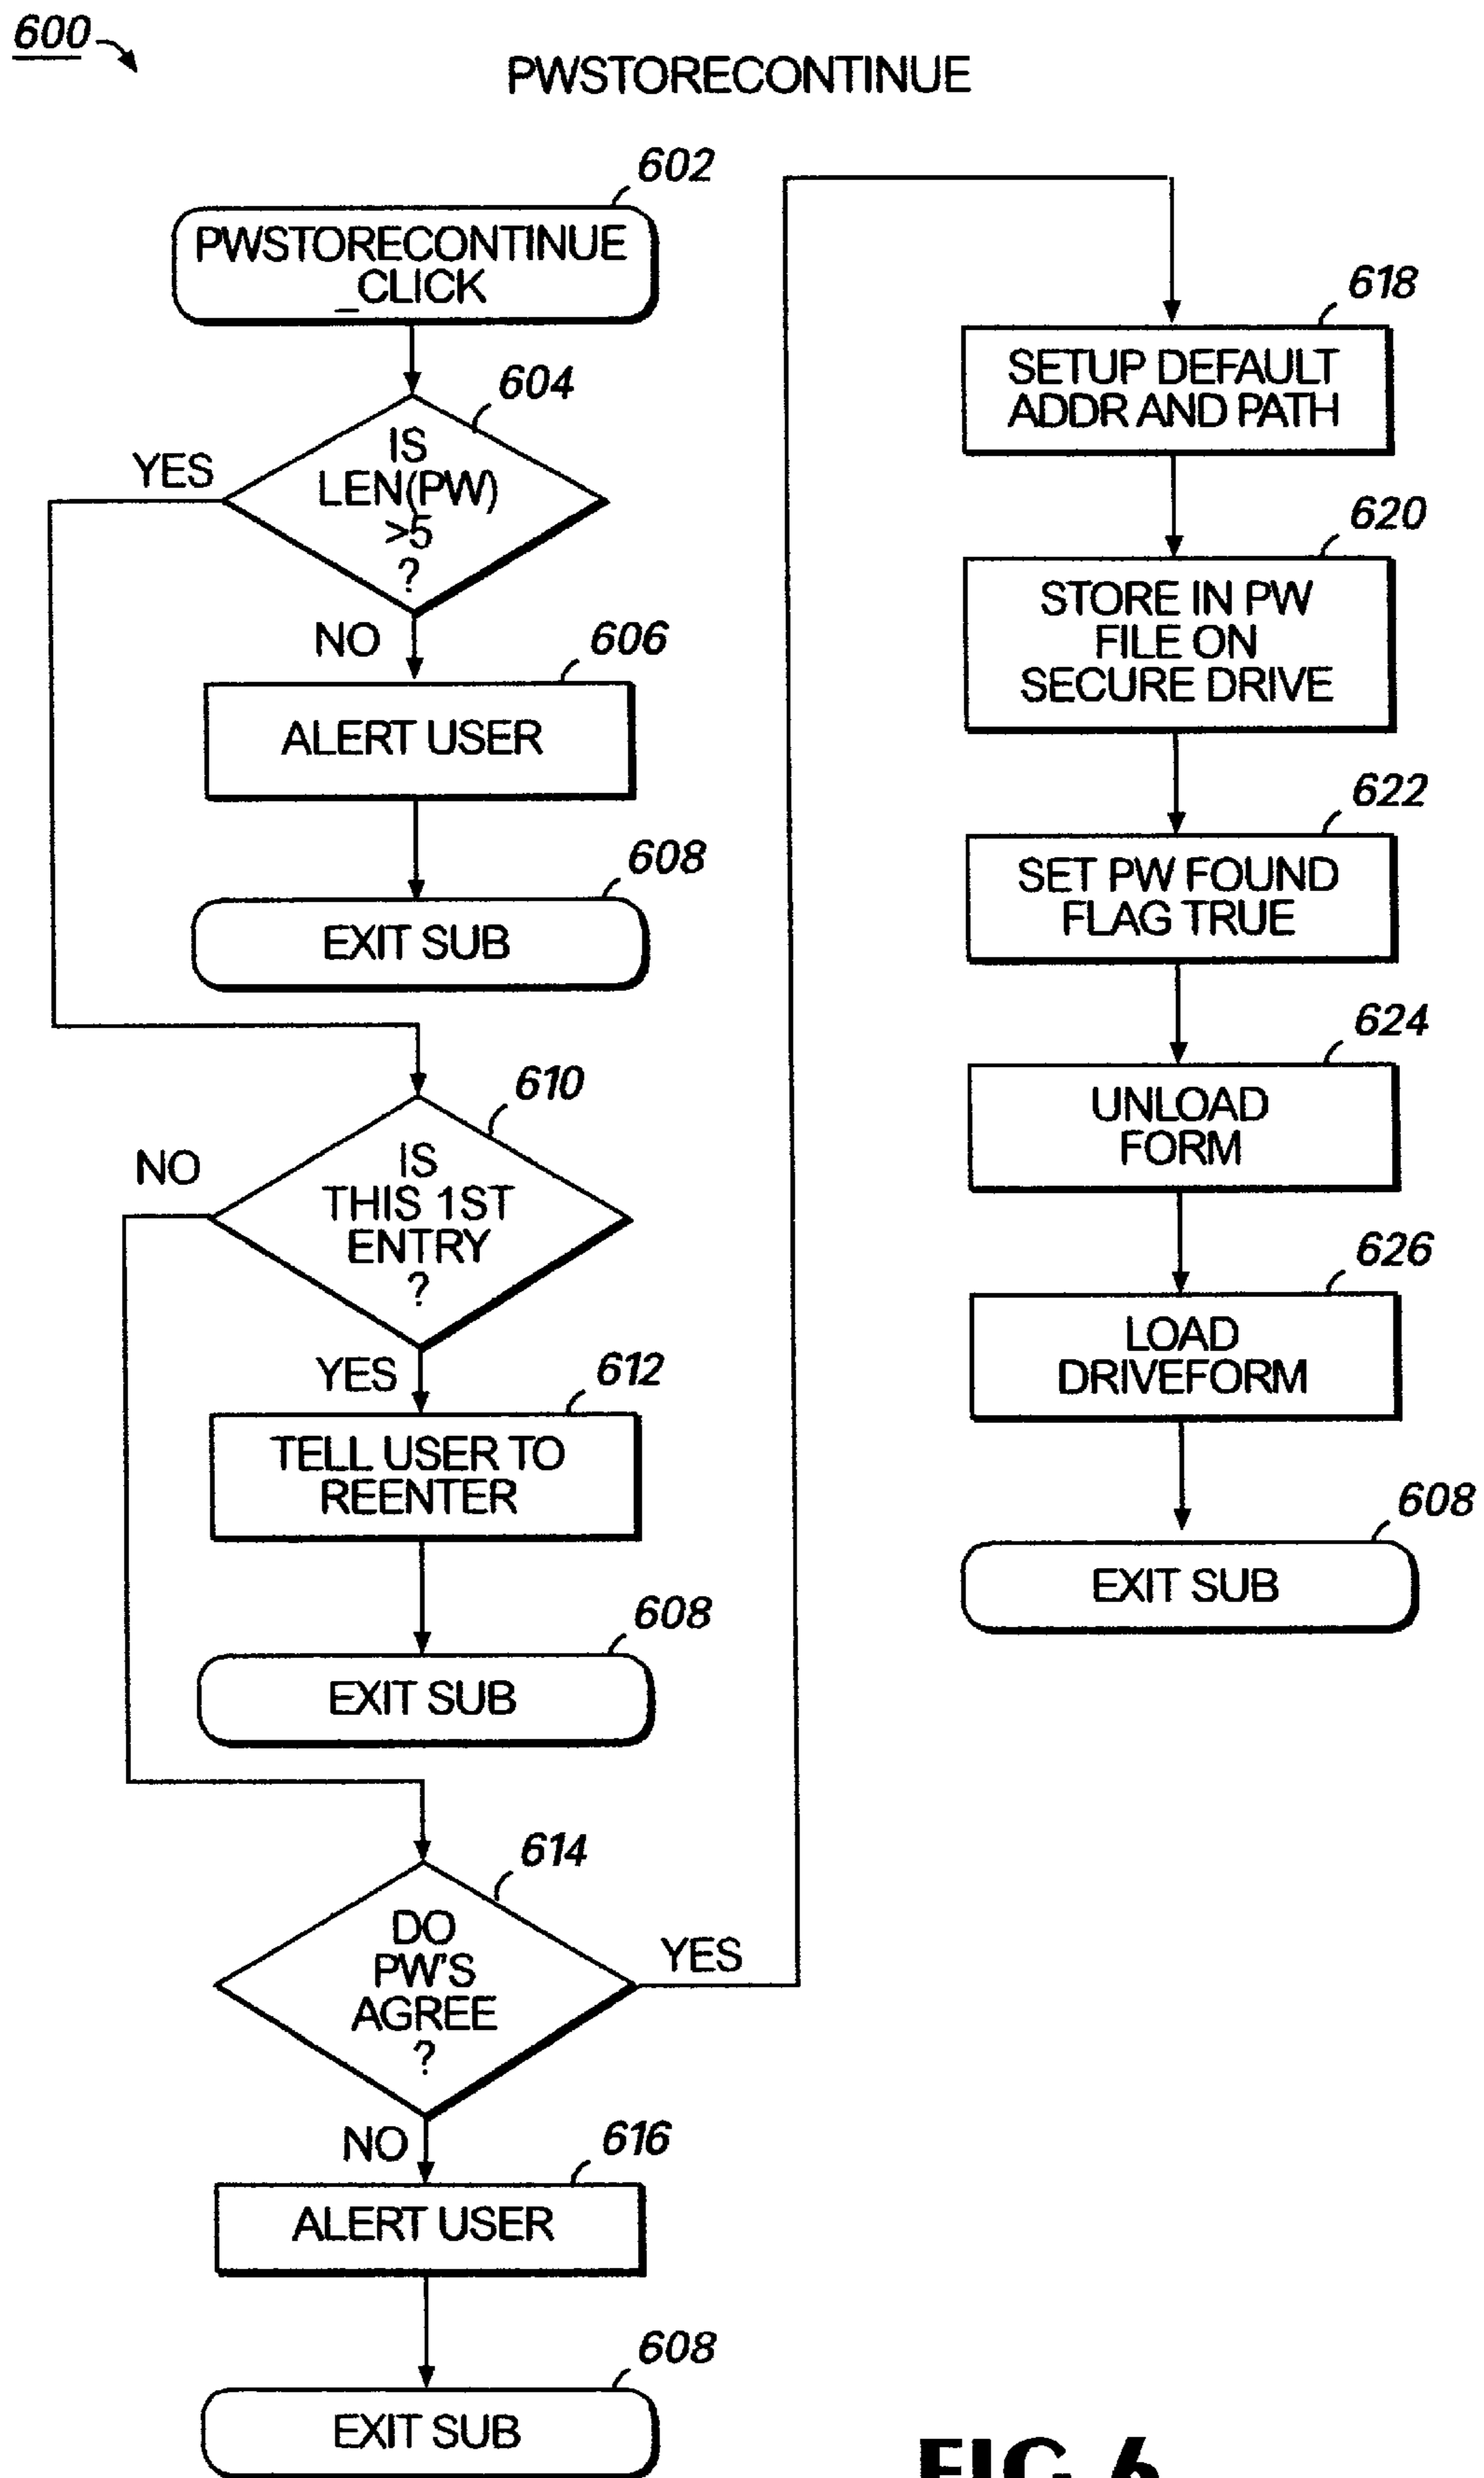 600
PWSTORECONTINUE
602
PWSTORECONTINUE
_CLICK
604
IS
LEN(PW)
>5
?
YES
NO
606
ALERT USER
608
EXIT SUB
610
IS
THIS 1ST
ENTRY
?
NO
YES
612
TELL USER TO
REENTER
608
EXIT SUB
614
DO
PW'S
AGREE
?
YES
NO
616
ALERT USER
608
EXIT SUB
618
SETUP DEFAULT
ADDR AND PATH
620
STORE IN PW
FILE ON
SECURE DRIVE
622
SET PW FOUND
FLAG TRUE
624
UNLOAD
FORM
626
LOAD
DRIVEFORM
608
EXIT SUB
FIG 6